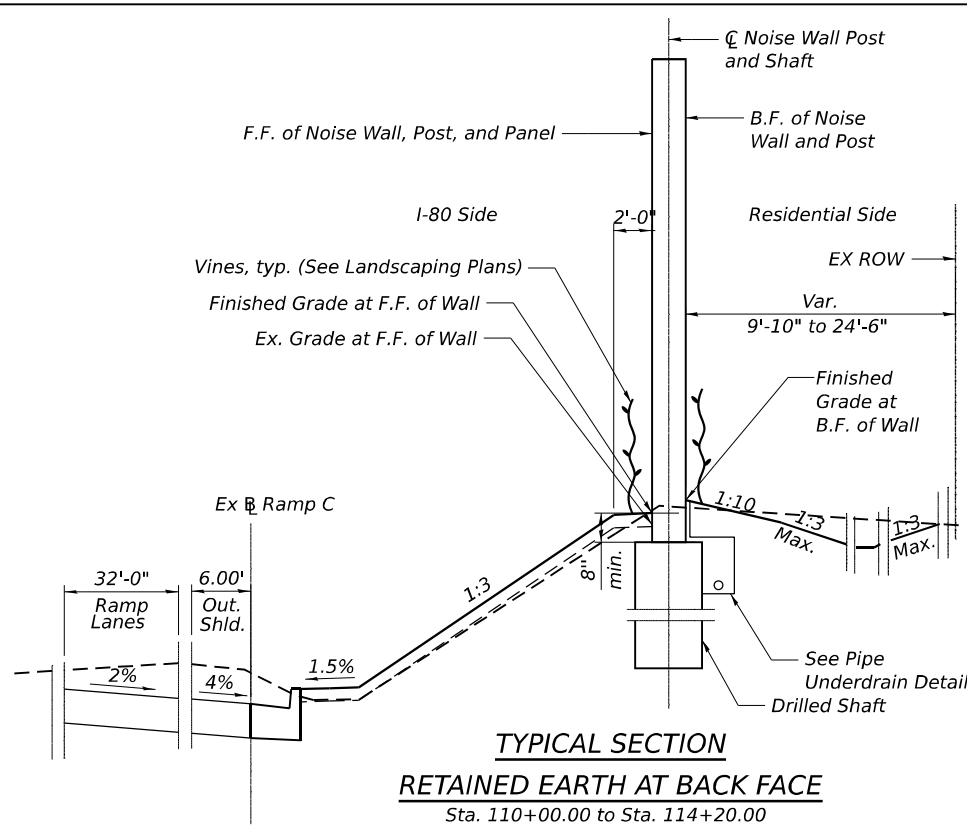 ℄ Noise Wall Post
and Shaft
F.F. of Noise Wall, Post, and Panel
B.F. of Noise
Wall and Post
I-80 Side
2'-0"
Residential Side
EX ROW
Vines, typ. (See Landscaping Plans)
Finished Grade at F.F. of Wall
Ex. Grade at F.F. of Wall
Var.
9'-10" to 24'-6"
Finished
Grade at
B.F. of Wall
Ex B Ramp C
1:10
1:3
Max.
1:3
Max.
8"
min.
1:3
32'-0"
Ramp
Lanes
6.00'
Out.
Shld.
2%
4%
1.5%
See Pipe
Underdrain Detail
Drilled Shaft
TYPICAL SECTION
RETAINED EARTH AT BACK FACE
Sta. 110+00.00 to Sta. 114+20.00